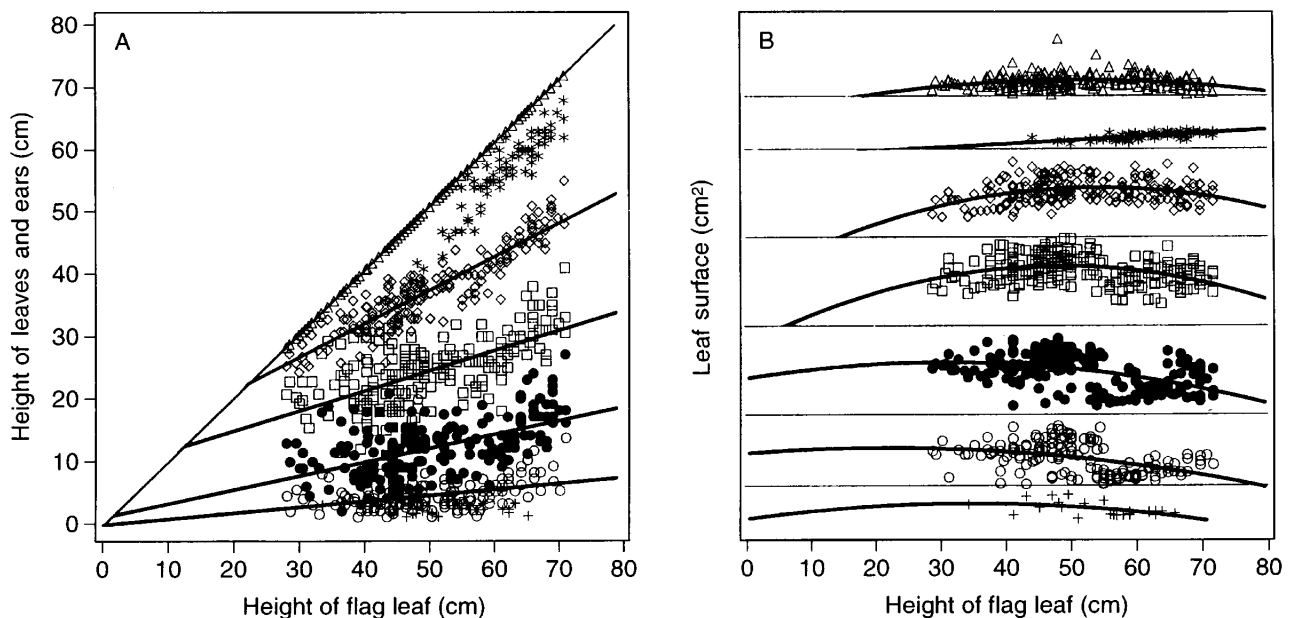 A
Height of leaves and ears (cm)
80
70
60
50
40
30
20
10
0
0 10 20 30 40 50 60 70 80
Height of flag leaf (cm)
B
Leaf surface (cm²)
0 10 20 30 40 50 60 70 80
Height of flag leaf (cm)